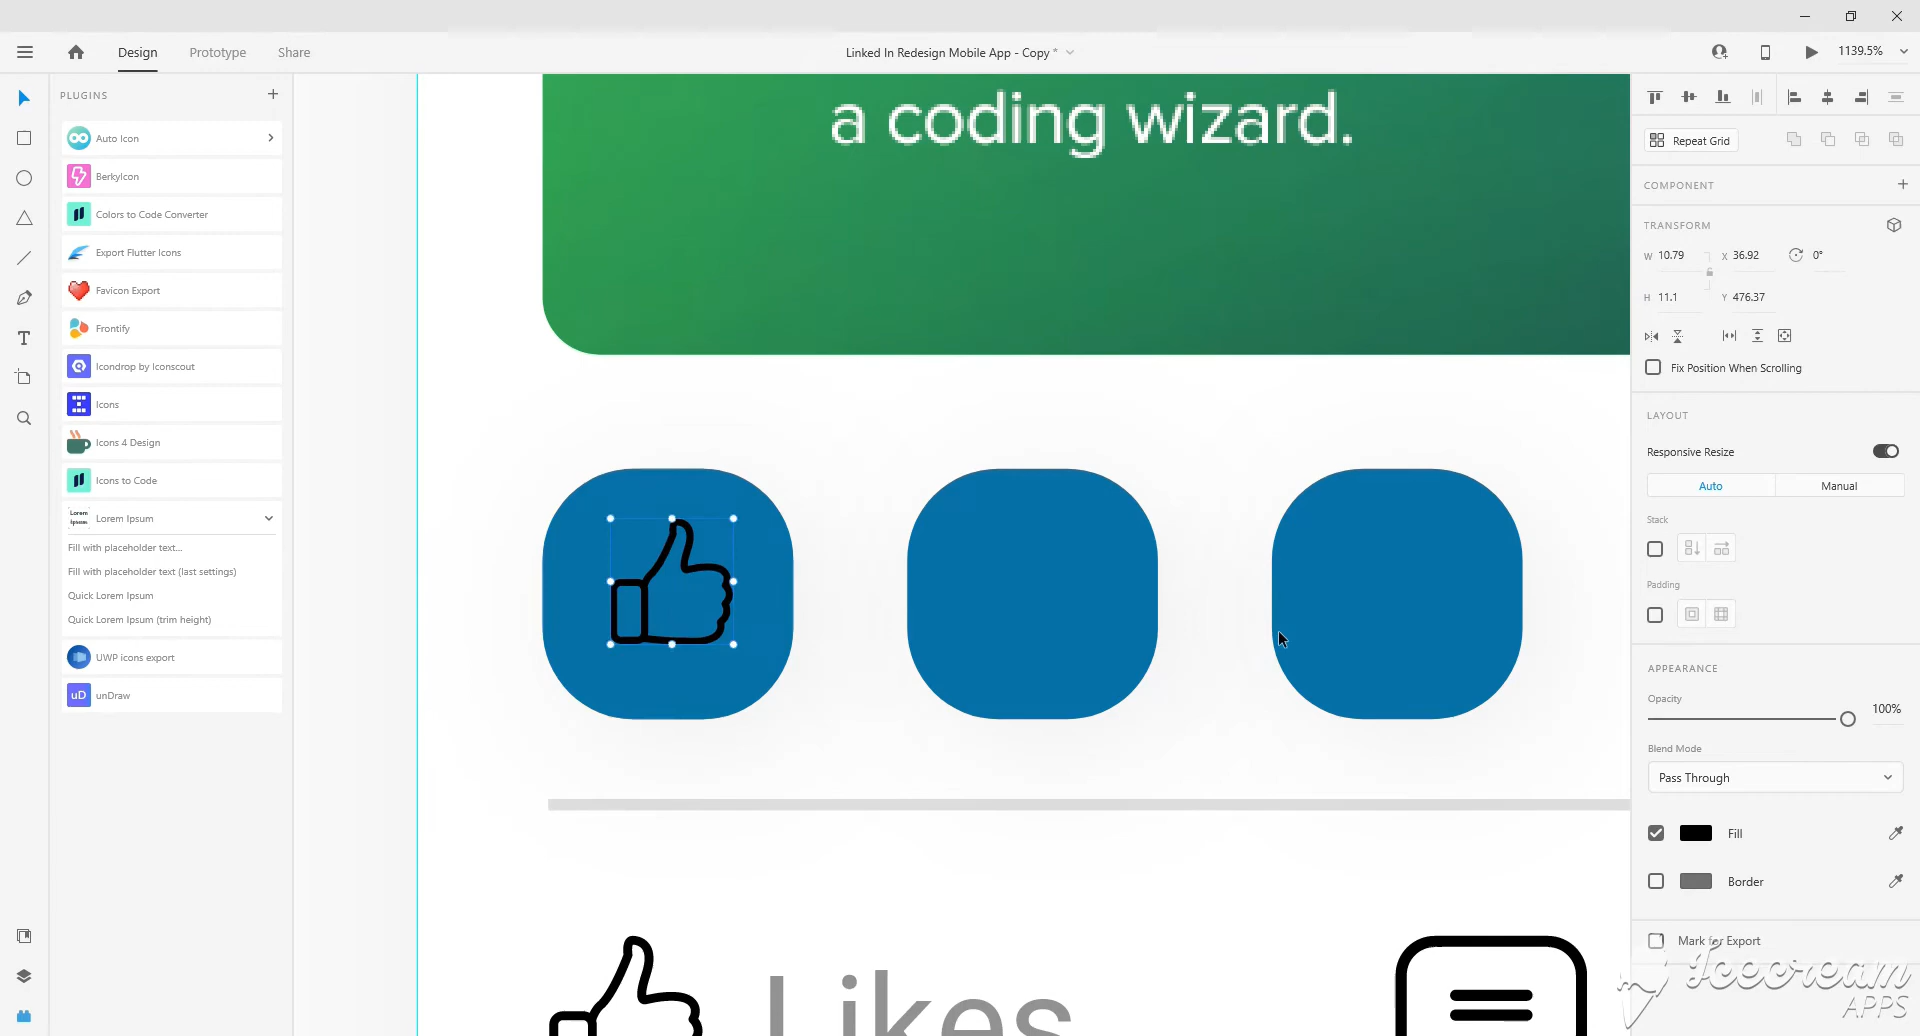 Design
Prototype
Share
Linked In Redesign Mobile App - Copy *
1139.5%
PLUGINS
Auto Icon
BerkyIcon
Colors to Code Converter
Export Flutter Icons
Favicon Export
Frontify
Icondrop by Iconscout
Icons
Icons 4 Design
Icons to Code
Lorem Ipsum
Lorem Ipsum
Fill with placeholder text...
Fill with placeholder text (last settings)
Quick Lorem Ipsum
Quick Lorem Ipsum (trim height)
UWP icons export
uD
unDraw
a coding wizard.
Likes
Repeat Grid
COMPONENT
TRANSFORM
W 10.79
X 36.92
0°
H 11.1
Y 476.37
Fix Position When Scrolling
LAYOUT
Responsive Resize
Auto
Manual
Stack
Padding
APPEARANCE
Opacity
100%
Blend Mode
Pass Through
Fill
Border
Mark for Export
Icecream
APPS